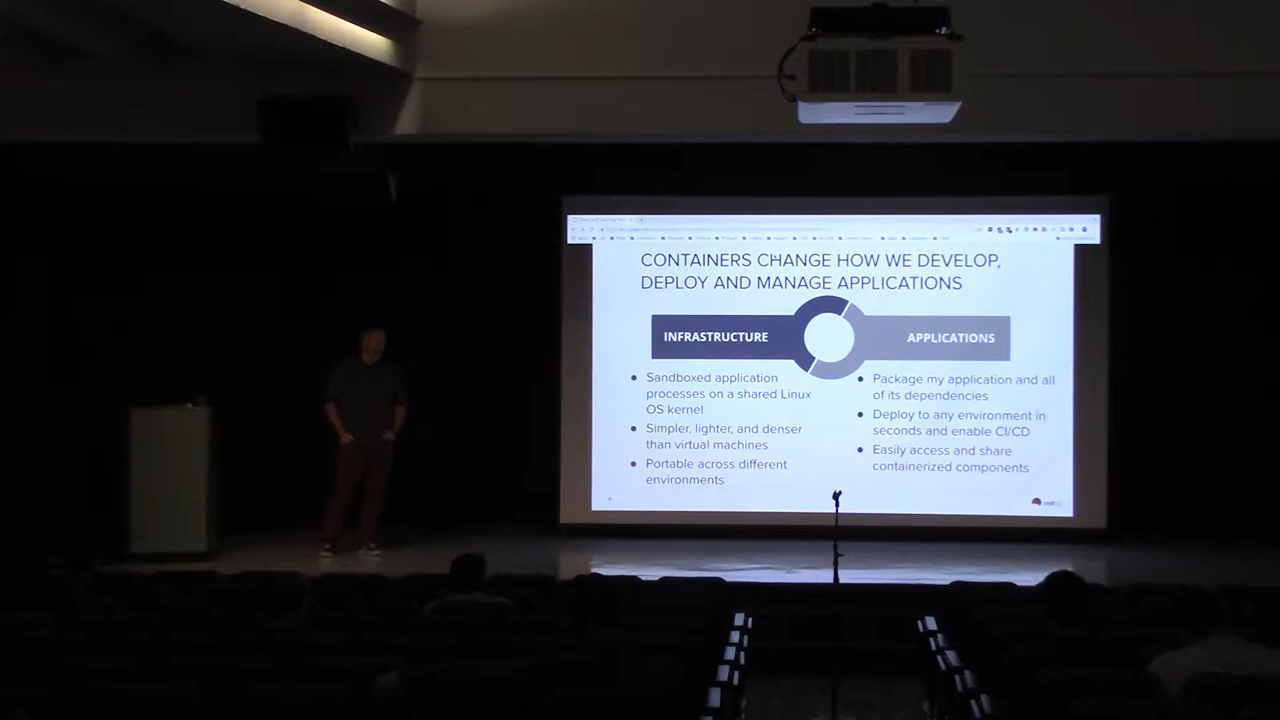 CONTAINERS CHANGE HOW WE DEVELOP,
DEPLOY AND MANAGE APPLICATIONS
INFRASTRUCTURE
APPLICATIONS
● Sandboxed application
processes on a shared Linux
OS kernel
● Simpler, lighter, and denser
than virtual machines
● Portable across different
environments
● Package my application and all
of its dependencies
● Deploy to any environment in
seconds and enable CI/CD
● Easily access and share
containerized components